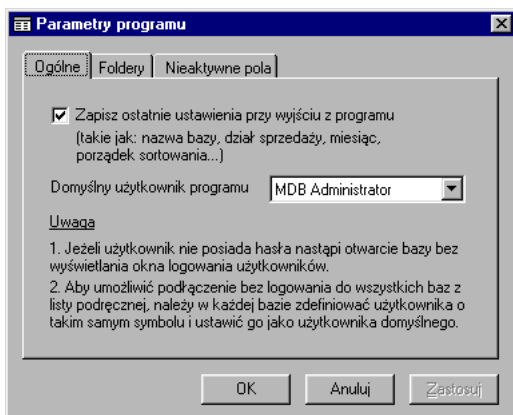 Parametry programu
Ogólne Foldery Nieaktywne pola
Zapisz ostatnie ustawienia przy wyjściu z programu
(takie jak: nazwa bazy, dział sprzedaży, miesiąc,
porządek sortowania...)
Domyślny użytkownik programu MDB Administrator
Uwaga
1. Jeżeli użytkownik nie posiada hasła nastąpi otwarcie bazy bez
wyświetlania okna logowania użytkowników.
2. Aby umożliwić podłączenie bez logowania do wszystkich baz z
listy podręcznej, należy w każdej bazie zdefiniować użytkownika o
takim samym symbolu i ustawić go jako użytkownika domyślnego.
OK Anuluj Zastosuj